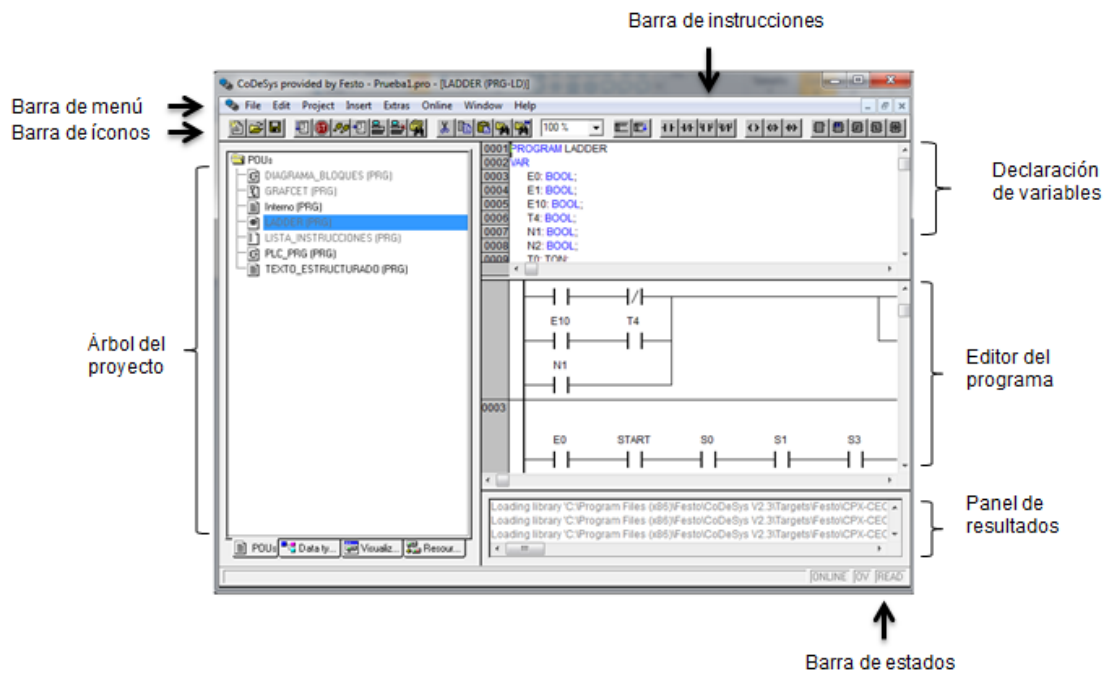 Barra de instrucciones
CoDeSys provided by Festo - Prueba1.pro - [LADDER (PRG-LD)]
Barra de menú
File Edit Project Insert Extras Online Window Help
Barra de íconos
100 %
POUs
DIAGRAMA_BLOQUES (PRG)
GRAFCET (PRG)
Interno (PRG)
LADDER (PRG)
LISTA_INSTRUCCIONES (PRG)
PLC_PRG (PRG)
TEXTO_ESTRUCTURADO (PRG)
Árbol del
proyecto
POUs Data ty... Visualiz... Resour...
0001 PROGRAM LADDER
0002 VAR
0003 E0: BOOL;
0004 E1: BOOL;
0005 E10: BOOL;
0006 T4: BOOL;
0007 N1: BOOL;
0008 N2: BOOL;
0009 T0: TON;
Declaración
de variables
E10 T4
N1
0003
E0 START S0 S1 S3
Editor del
programa
Loading library 'C:\Program Files (x86)\Festo\CoDeSys V2.3\Targets\Festo\CPX-CEC
Loading library 'C:\Program Files (x86)\Festo\CoDeSys V2.3\Targets\Festo\CPX-CEC
Loading library 'C:\Program Files (x86)\Festo\CoDeSys V2.3\Targets\Festo\CPX-CEC
Panel de
resultados
ONLINE OV READ
Barra de estados